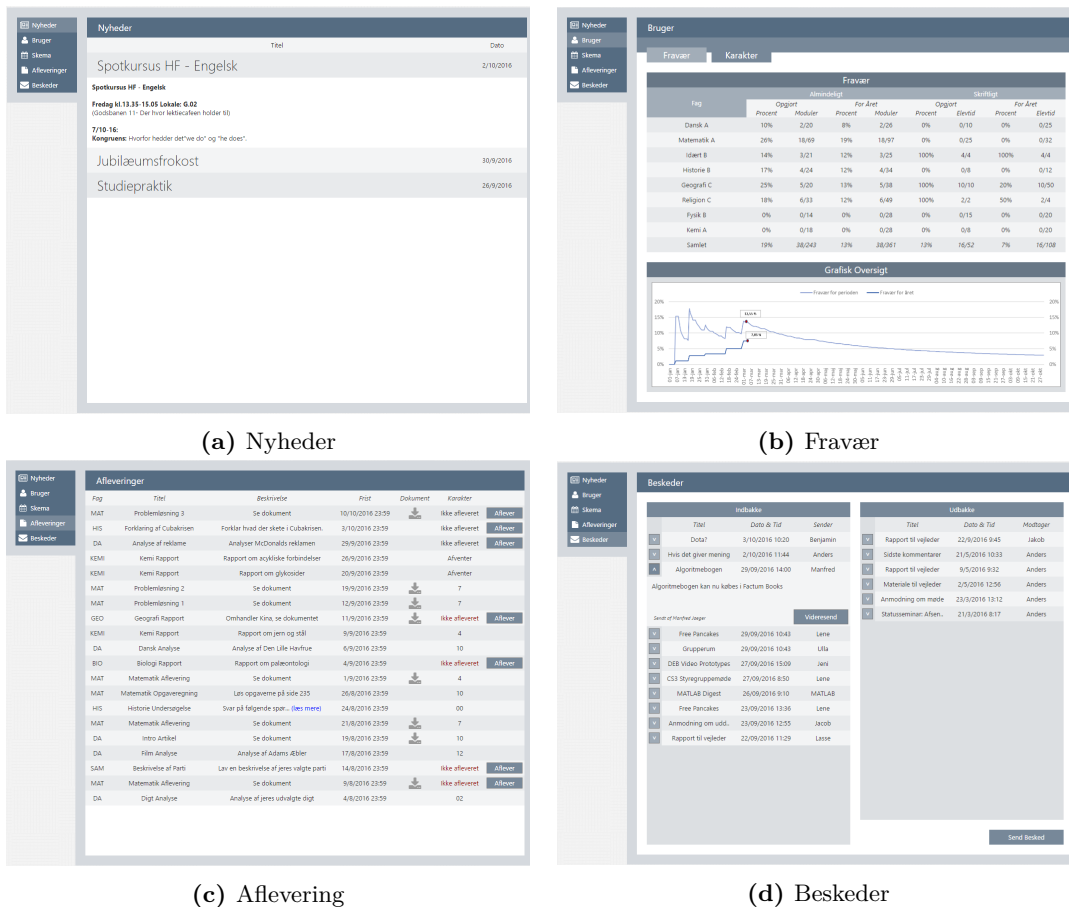 Nyheder
Bruger
Skema
Afleveringer
Beskeder
Nyheder
Titel Dato
Spotkursus HF - Engelsk 2/10/2016
Spotkursus HF - Engelsk
Fredag kl.13.35-15.05 Lokale: G.02
(Godsbanen 11- Der hvor lektiecafeen holder til)
7/10-16:
Kongruens: Hvorfor hedder det"we do" og "he does".
Jubilæumsfrokost 30/9/2016
Studiepraktik 26/9/2016
(a) Nyheder
Nyheder
Bruger
Skema
Afleveringer
Beskeder
Bruger
Fravær Karakter
Fravær
Fag Almindeligt Skriftligt
Opgjort For Året Opgjort For Året
Procent Moduler Procent Moduler Procent Elevtid Procent Elevtid
Dansk A 10% 2/20 8% 2/26 0% 0/10 0% 0/25
Matematik A 26% 18/69 19% 18/97 0% 0/25 0% 0/32
Idært B 14% 3/21 12% 3/25 100% 4/4 100% 4/4
Historie B 17% 4/24 12% 4/34 0% 0/8 0% 0/12
Geografi C 25% 5/20 13% 5/38 100% 10/10 20% 10/50
Religion C 18% 6/33 12% 6/49 100% 2/2 50% 2/4
Fysik B 0% 0/14 0% 0/28 0% 0/15 0% 0/20
Kemi A 0% 0/18 0% 0/28 0% 0/8 0% 0/20
Samlet 19% 38/243 13% 38/361 13% 16/52 7% 16/108
Grafisk Oversigt
Fravær for perioden Fravær for året
20% 20%
15% 15%
10% 10%
5% 5%
0% 0%
(b) Fravær
Nyheder
Bruger
Skema
Afleveringer
Beskeder
Afleveringer
Fag Titel Beskrivelse Frist Dokument Karakter
MAT Problemløsning 3 Se dokument 10/10/2016 23:59 Ikke afleveret Aflever
HIS Forklaring af Cubakrisen Forklar hvad der skete i Cubakrisen. 3/10/2016 23:59 Ikke afleveret Aflever
DA Analyse af reklame Analyser McDonalds reklamen 29/9/2016 23:59 Ikke afleveret Aflever
KEMI Kemi Rapport Rapport om acykliske forbindelser 26/9/2016 23:59 Afventer
KEMI Kemi Rapport Rapport om glykosider 20/9/2016 23:59 Afventer
MAT Problemløsning 2 Se dokument 19/9/2016 23:59 7
MAT Problemløsning 1 Se dokument 12/9/2016 23:59 7
GEO Geografi Rapport Omhandler Kina, se dokumentet 11/9/2016 23:59 Ikke afleveret Aflever
KEMI Kemi Rapport Rapport om jern og stål 9/9/2016 23:59 4
DA Dansk Analyse Analyse af Den Lille Havfrue 6/9/2016 23:59 10
BIO Biologi Rapport Rapport om palæontologi 4/9/2016 23:59 Ikke afleveret Aflever
MAT Matematik Aflevering Se dokument 1/9/2016 23:59 4
MAT Matematik Opgaveregning Løs opgaverne på side 235 26/8/2016 23:59 10
HIS Historie Undersøgelse Svar på følgende spør... (læs mere) 24/8/2016 23:59 00
MAT Matematik Aflevering Se dokument 21/8/2016 23:59 7
DA Intro Artikel Se dokument 19/8/2016 23:59 10
DA Film Analyse Analyse af Adams Æbler 17/8/2016 23:59 12
SAM Beskrivelse af Parti Lav en beskrivelse af jeres valgte parti 14/8/2016 23:59 Ikke afleveret Aflever
MAT Matematik Aflevering Se dokument 9/8/2016 23:59 Ikke afleveret Aflever
DA Digt Analyse Analyse af jeres udvalgte digt 4/8/2016 23:59 02
(c) Aflevering
Nyheder
Bruger
Skema
Afleveringer
Beskeder
Beskeder
Indbakke
Titel Dato & Tid Sender
Dota? 3/10/2016 10:20 Benjamin
Hvis det giver mening 2/10/2016 11:44 Anders
Algoritmebogen 29/09/2016 14:00 Manfred
Algoritmebogen kan nu købes i Factum Books
Sendt af Manfred Jaeger Videresend
Free Pancakes 29/09/2016 10:43 Lene
Grupperum 29/09/2016 10:43 Ulla
DEB Video Prototypes 27/09/2016 15:09 Jeni
CS3 Styregruppemøde 27/09/2016 8:50 Lene
MATLAB Digest 26/09/2016 9:10 MATLAB
Free Pancakes 23/09/2016 13:36 Lene
Anmodning om udd.. 23/09/2016 12:55 Jacob
Rapport til vejleder 22/09/2016 11:29 Lasse
Udbakke
Titel Dato & Tid Modtager
Rapport til vejleder 22/9/2016 9:45 Jakob
Sidste kommentarer 21/5/2016 10:33 Anders
Rapport til vejleder 9/5/2016 9:32 Anders
Materiale til vejleder 2/5/2016 12:56 Anders
Anmodning om møde 23/3/2016 13:12 Anders
Statusseminar: Afsen.. 21/3/2016 8:17 Anders
Send Besked
(d) Beskeder